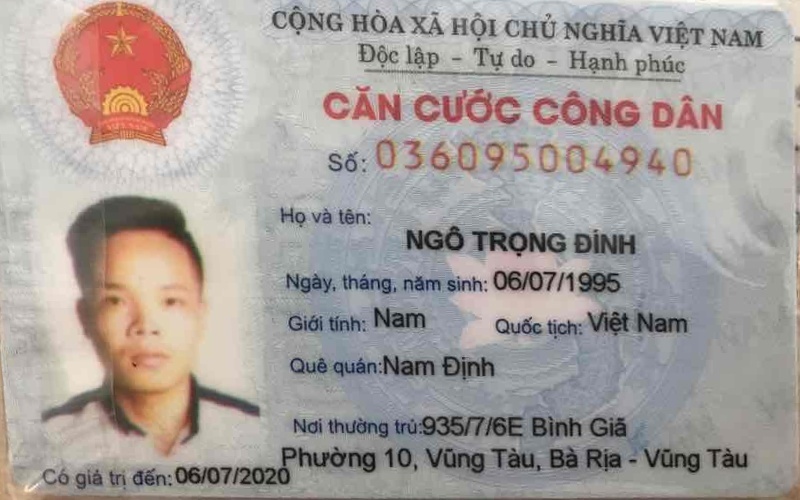 CỘNG HÒA XÃ HỘI CHỦ NGHĨA VIỆT NAM
Độc lập - Tự do - Hạnh phúc
CĂN CƯỚC CÔNG DÂN
Số: 036095004940
Họ và tên:
NGÔ TRỌNG ĐÍNH
Ngày, tháng, năm sinh: 06/07/1995
Giới tính: Nam Quốc tịch: Việt Nam
Quê quán: Nam Định
Nơi thường trú: 935/7/6E Bình Giã
Phường 10, Vũng Tàu, Bà Rịa - Vũng Tàu
Có giá trị đến: 06/07/2020
VIỆT NAM